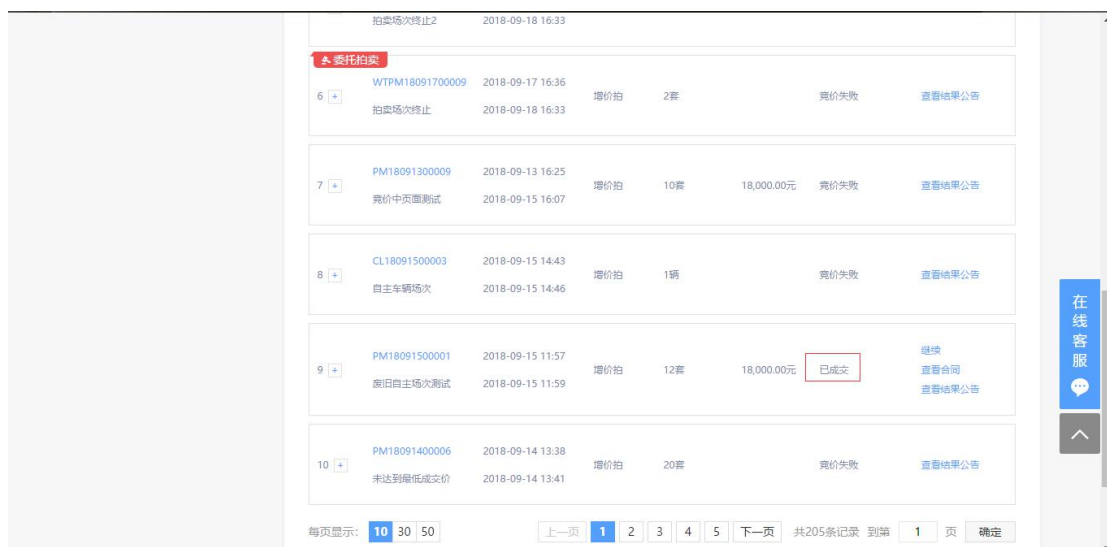 拍卖场次终止2 2018-09-18 16:33
委托拍卖
WTPM18091700009 2018-09-17 16:36
6 + 增价拍 2套 竞价失败 查看结果公告
拍卖场次终止 2018-09-18 16:33
PM18091300009 2018-09-13 16:25
7 + 增价拍 10套 18,000.00元 竞价失败 查看结果公告
竞价中页面测试 2018-09-15 16:07
CL18091500003 2018-09-15 14:43
8 + 增价拍 1辆 竞价失败 查看结果公告
自主车辆场次 2018-09-15 14:46
继续
PM18091500001 2018-09-15 11:57
9 + 增价拍 12套 18,000.00元 已成交 查看合同
废旧自主场次测试 2018-09-15 11:59
查看结果公告
PM18091400006 2018-09-14 13:38
10 + 增价拍 20套 竞价失败 查看结果公告
未达到最低成交价 2018-09-14 13:41
每页显示: 10 30 50 上一页 1 2 3 4 5 下一页 共205条记录 到第 1 页 确定
在线客服